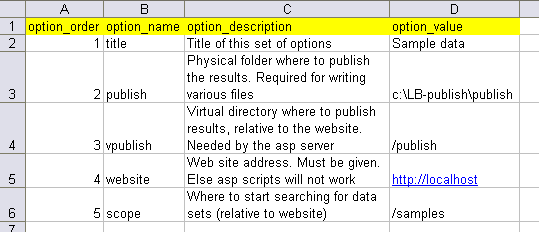 A B C D
1 option_order option_name option_description option_value
2 1 title Title of this set of options Sample data
Physical folder where to publish
the results. Required for writing
3 2 publish various files c:\LB-publish\publish
Virtual directory where to publish
results, relative to the website.
4 3 vpublish Needed by the asp server /publish
Web site address. Must be given.
5 4 website Else asp scripts will not work http://localhost
Where to start searching for data
6 5 scope sets (relative to website) /samples
7